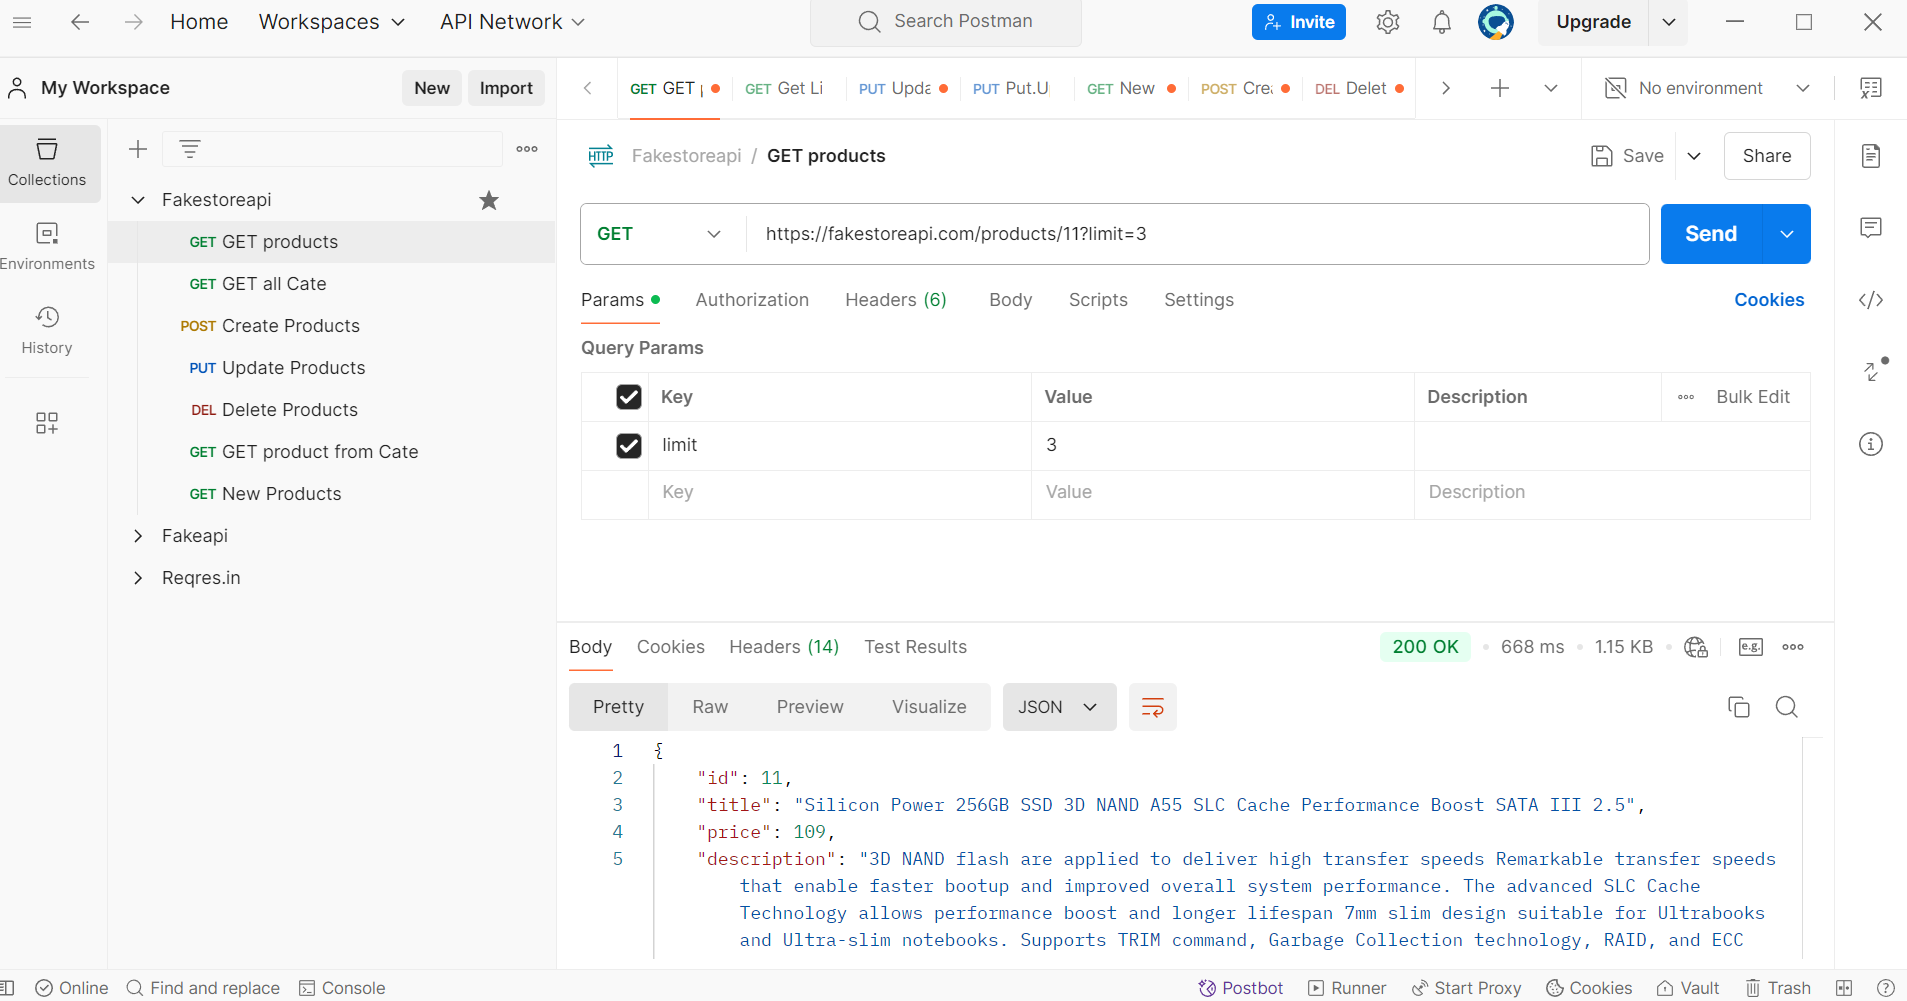 Home Workspaces API Network Search Postman Invite Upgrade
My Workspace New Import
GET GET GET Get Li PUT Upda PUT Put.U GET New POST Cre DEL Delet No environment
Collections
Environments
History
Fakestoreapi
GET GET products
GET GET all Cate
POST Create Products
PUT Update Products
DEL Delete Products
GET GET product from Cate
GET New Products
Fakeapi
Reqres.in
HTTP Fakestoreapi / GET products Save Share
GET https://fakestoreapi.com/products/11?limit=3 Send
Params Authorization Headers (6) Body Scripts Settings Cookies
Query Params
Key Value Description Bulk Edit
limit 3
Key Value Description
Body Cookies Headers (14) Test Results 200 OK 668 ms 1.15 KB e.g.
Pretty Raw Preview Visualize JSON
1 {
2 "id": 11,
3 "title": "Silicon Power 256GB SSD 3D NAND A55 SLC Cache Performance Boost SATA III 2.5",
4 "price": 109,
5 "description": "3D NAND flash are applied to deliver high transfer speeds Remarkable transfer speeds
that enable faster bootup and improved overall system performance. The advanced SLC Cache
Technology allows performance boost and longer lifespan 7mm slim design suitable for Ultrabooks
and Ultra-slim notebooks. Supports TRIM command, Garbage Collection technology, RAID, and ECC
Online Find and replace Console Postbot Runner Start Proxy Cookies Vault Trash